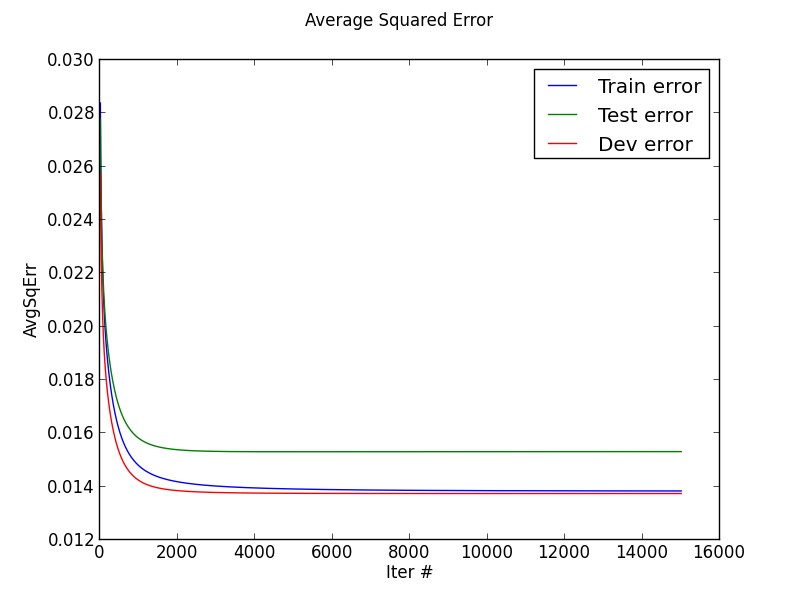 Average Squared Error
Train error
Test error
Dev error
0.030
0.028
0.026
0.024
0.022
0.020
0.018
0.016
0.014
0.012
AvgSqErr
0 2000 4000 6000 8000 10000 12000 14000 16000
Iter #